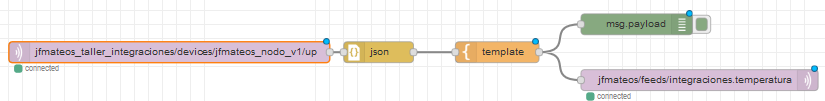 msg.payload
jfmateos_taller_integraciones/devices/jfmateos_nodo_v1/up
json
template
connected
jfmateos/feeds/integraciones.temperatura
connected